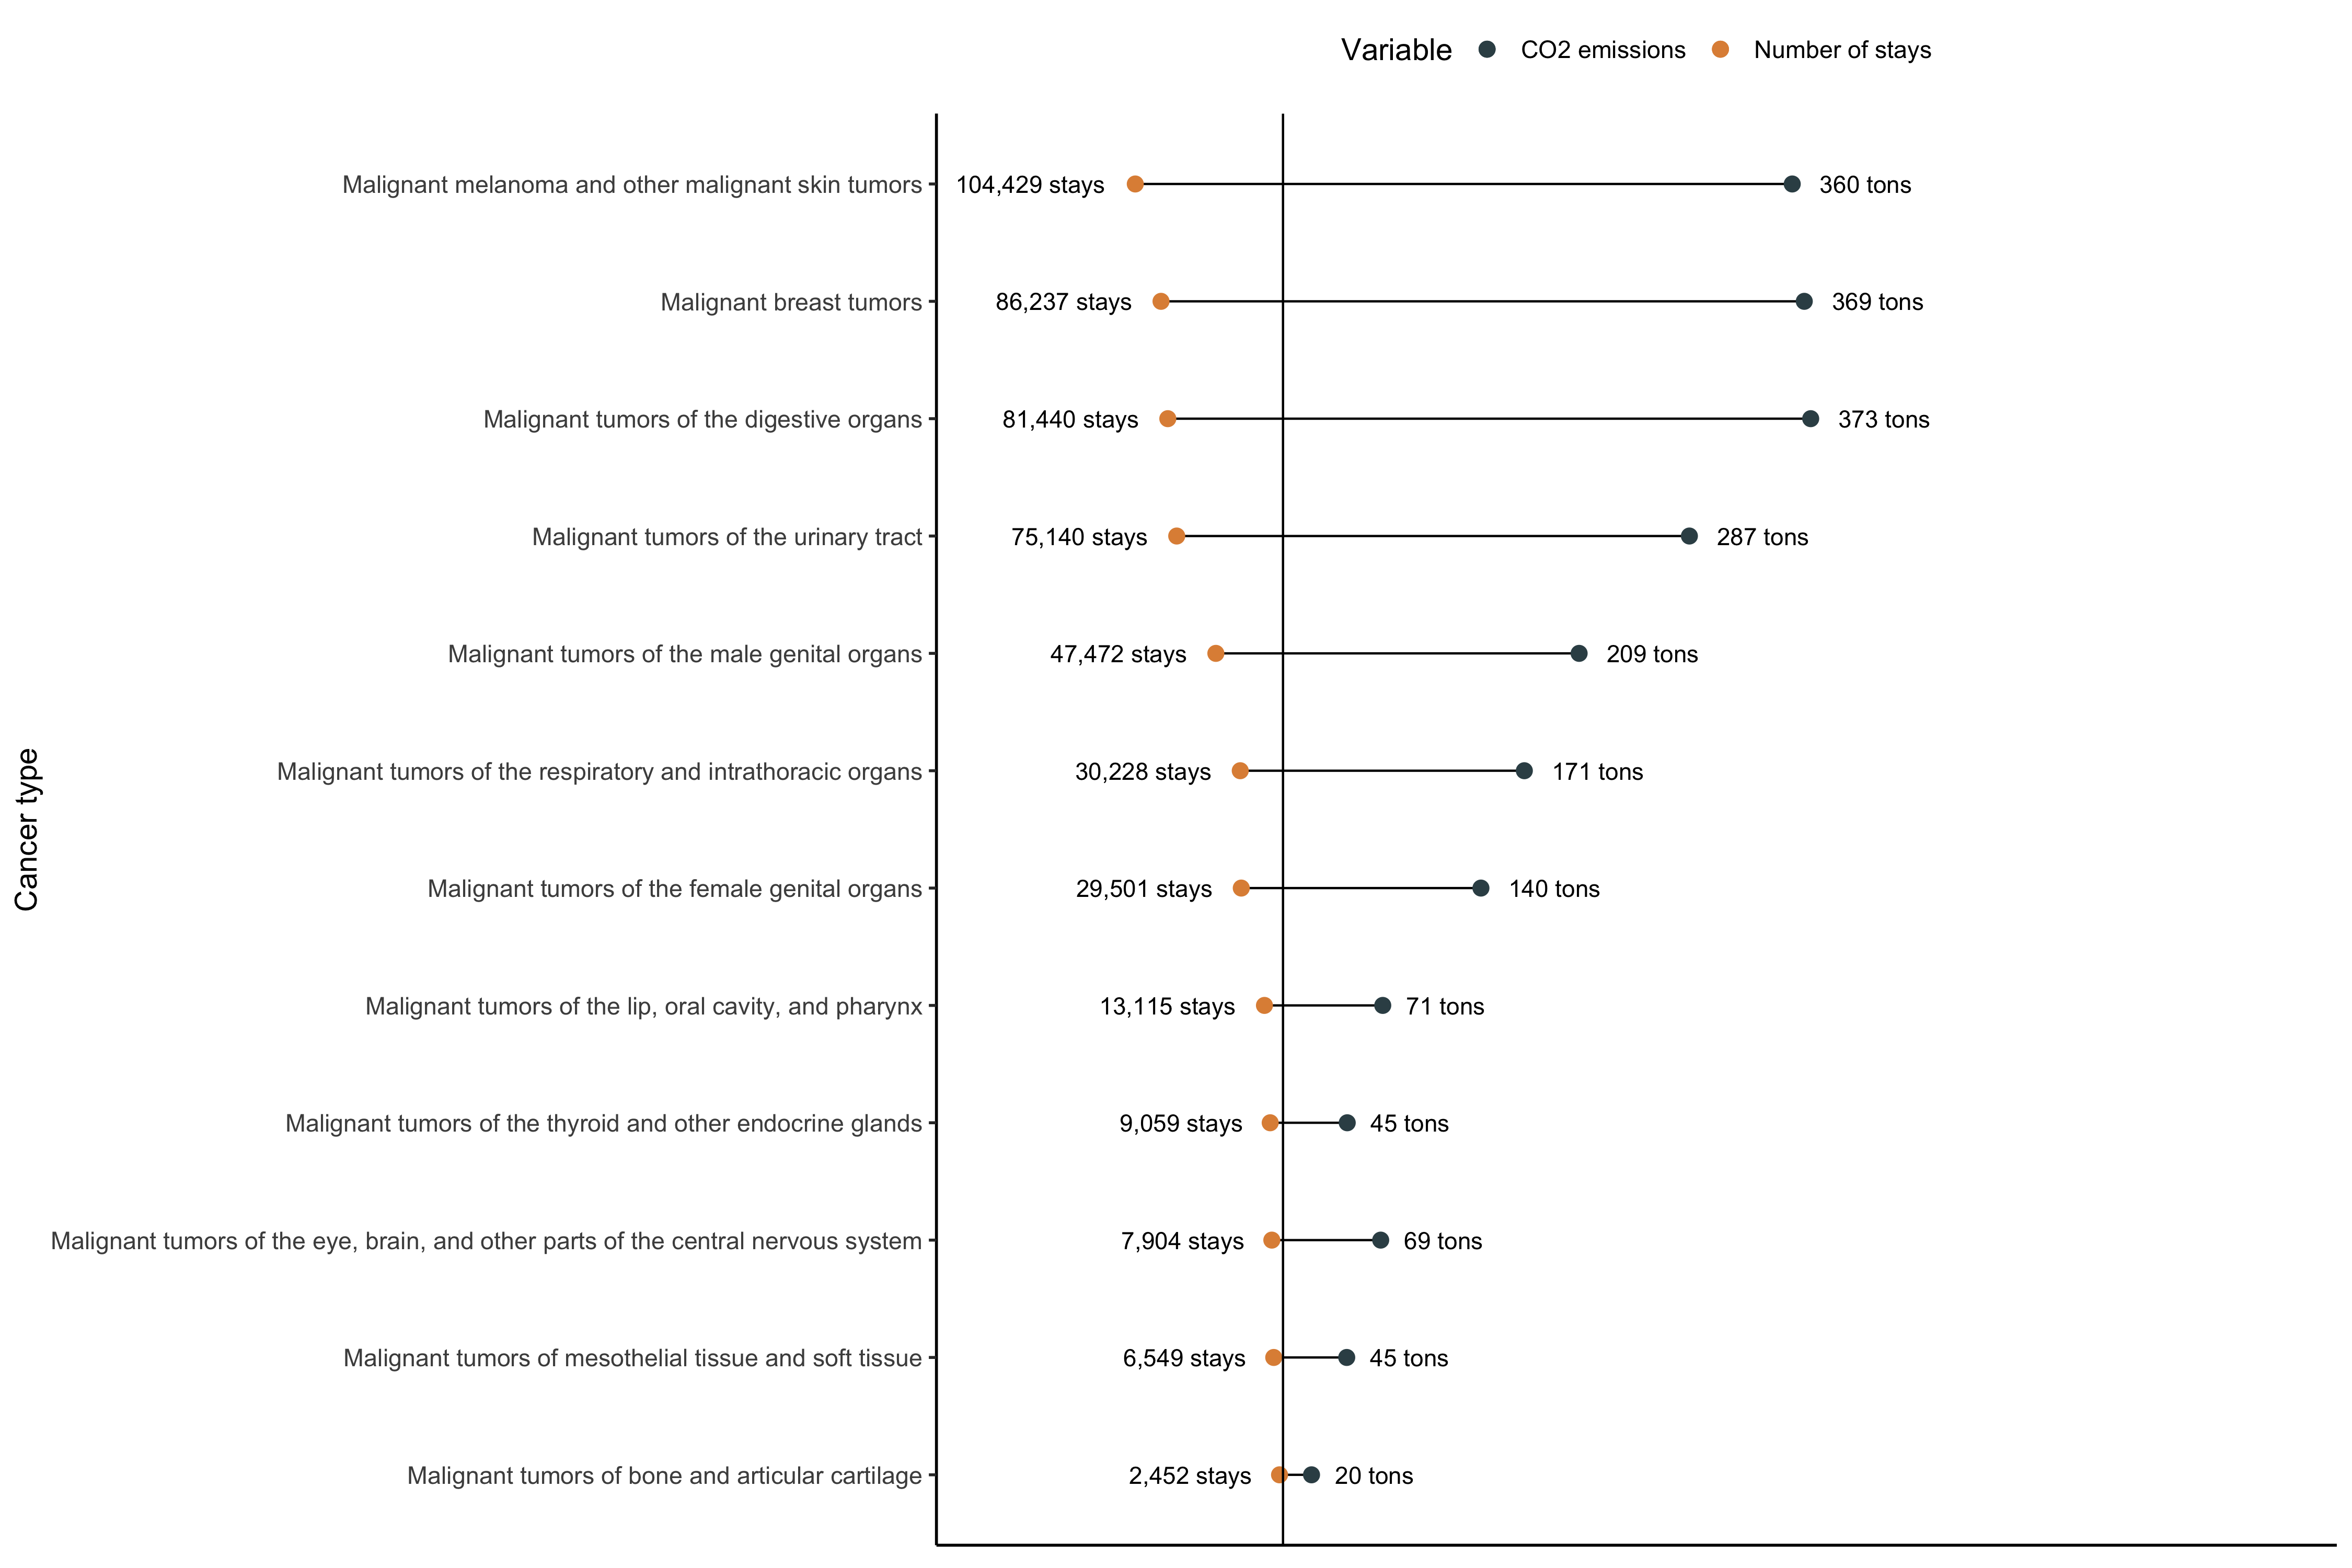 Variable CO2 emissions Number of stays
Malignant melanoma and other malignant skin tumors 104,429 stays 360 tons
Malignant breast tumors 86,237 stays 369 tons
Malignant tumors of the digestive organs 81,440 stays 373 tons
Malignant tumors of the urinary tract 75,140 stays 287 tons
Malignant tumors of the male genital organs 47,472 stays 209 tons
Malignant tumors of the respiratory and intrathoracic organs 30,228 stays 171 tons
Cancer type
Malignant tumors of the female genital organs 29,501 stays 140 tons
Malignant tumors of the lip, oral cavity, and pharynx 13,115 stays 71 tons
Malignant tumors of the thyroid and other endocrine glands 9,059 stays 45 tons
Malignant tumors of the eye, brain, and other parts of the central nervous system 7,904 stays 69 tons
Malignant tumors of mesothelial tissue and soft tissue 6,549 stays 45 tons
Malignant tumors of bone and articular cartilage 2,452 stays 20 tons